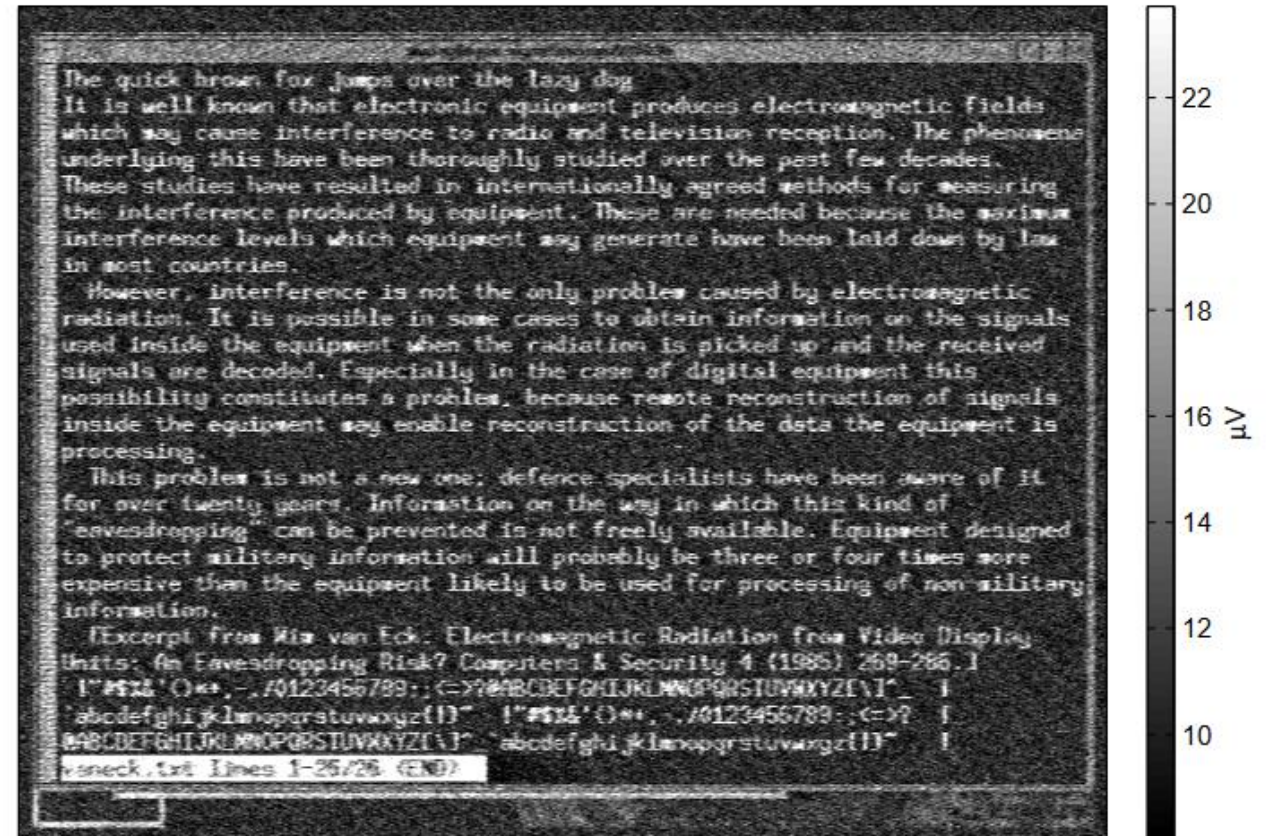 The quick brown fox jumps over the lazy dog
It is well known that electronic equipment produces electromagnetic fields
which may cause interference to radio and television reception. The phenomena
underlying this have been thoroughly studied over the past few decades.
These studies have resulted in internationally agreed methods for measuring
the interference produced by equipment. These are needed because the maximum
interference levels which equipment may generate have been laid down by law
in most countries.
However, interference is not the only problem caused by electromagnetic
radiation. It is possible in some cases to obtain information on the signals
used inside the equipment when the radiation is picked up and the received
signals are decoded. Especially in the case of digital equipment this
possibility constitutes a problem, because remote reconstruction of signals
inside the equipment may enable reconstruction of the data the equipment is
processing.
This problem is not a new one; defence specialists have been aware of it
for over twenty years. Information on the way in which this kind of
"eavesdropping" can be prevented is not freely available. Equipment designed
to protect military information will probably be three or four times more
expensive than the equipment likely to be used for processing of non-military
information.
[Excerpt from Wim van Eck: Electromagnetic Radiation from Video Display
Units: An Eavesdropping Risk? Computers & Security 4 (1985) 269-286.]
!"#$%&'()*+,-./0123456789:;<=>?@ABCDEFGHIJKLMNOPQRSTUVWXYZ[\]^_
`abcdefghijklmnopqrstuvwxyz{|}~ !"#$%&'()*+,-./0123456789:;<=>?
@ABCDEFGHIJKLMNOPQRSTUVWXYZ[\]^_`abcdefghijklmnopqrstuvwxyz{|}~
vaneck.txt lines 1-26/26 (END)
22
20
18
16
14
12
10
µV